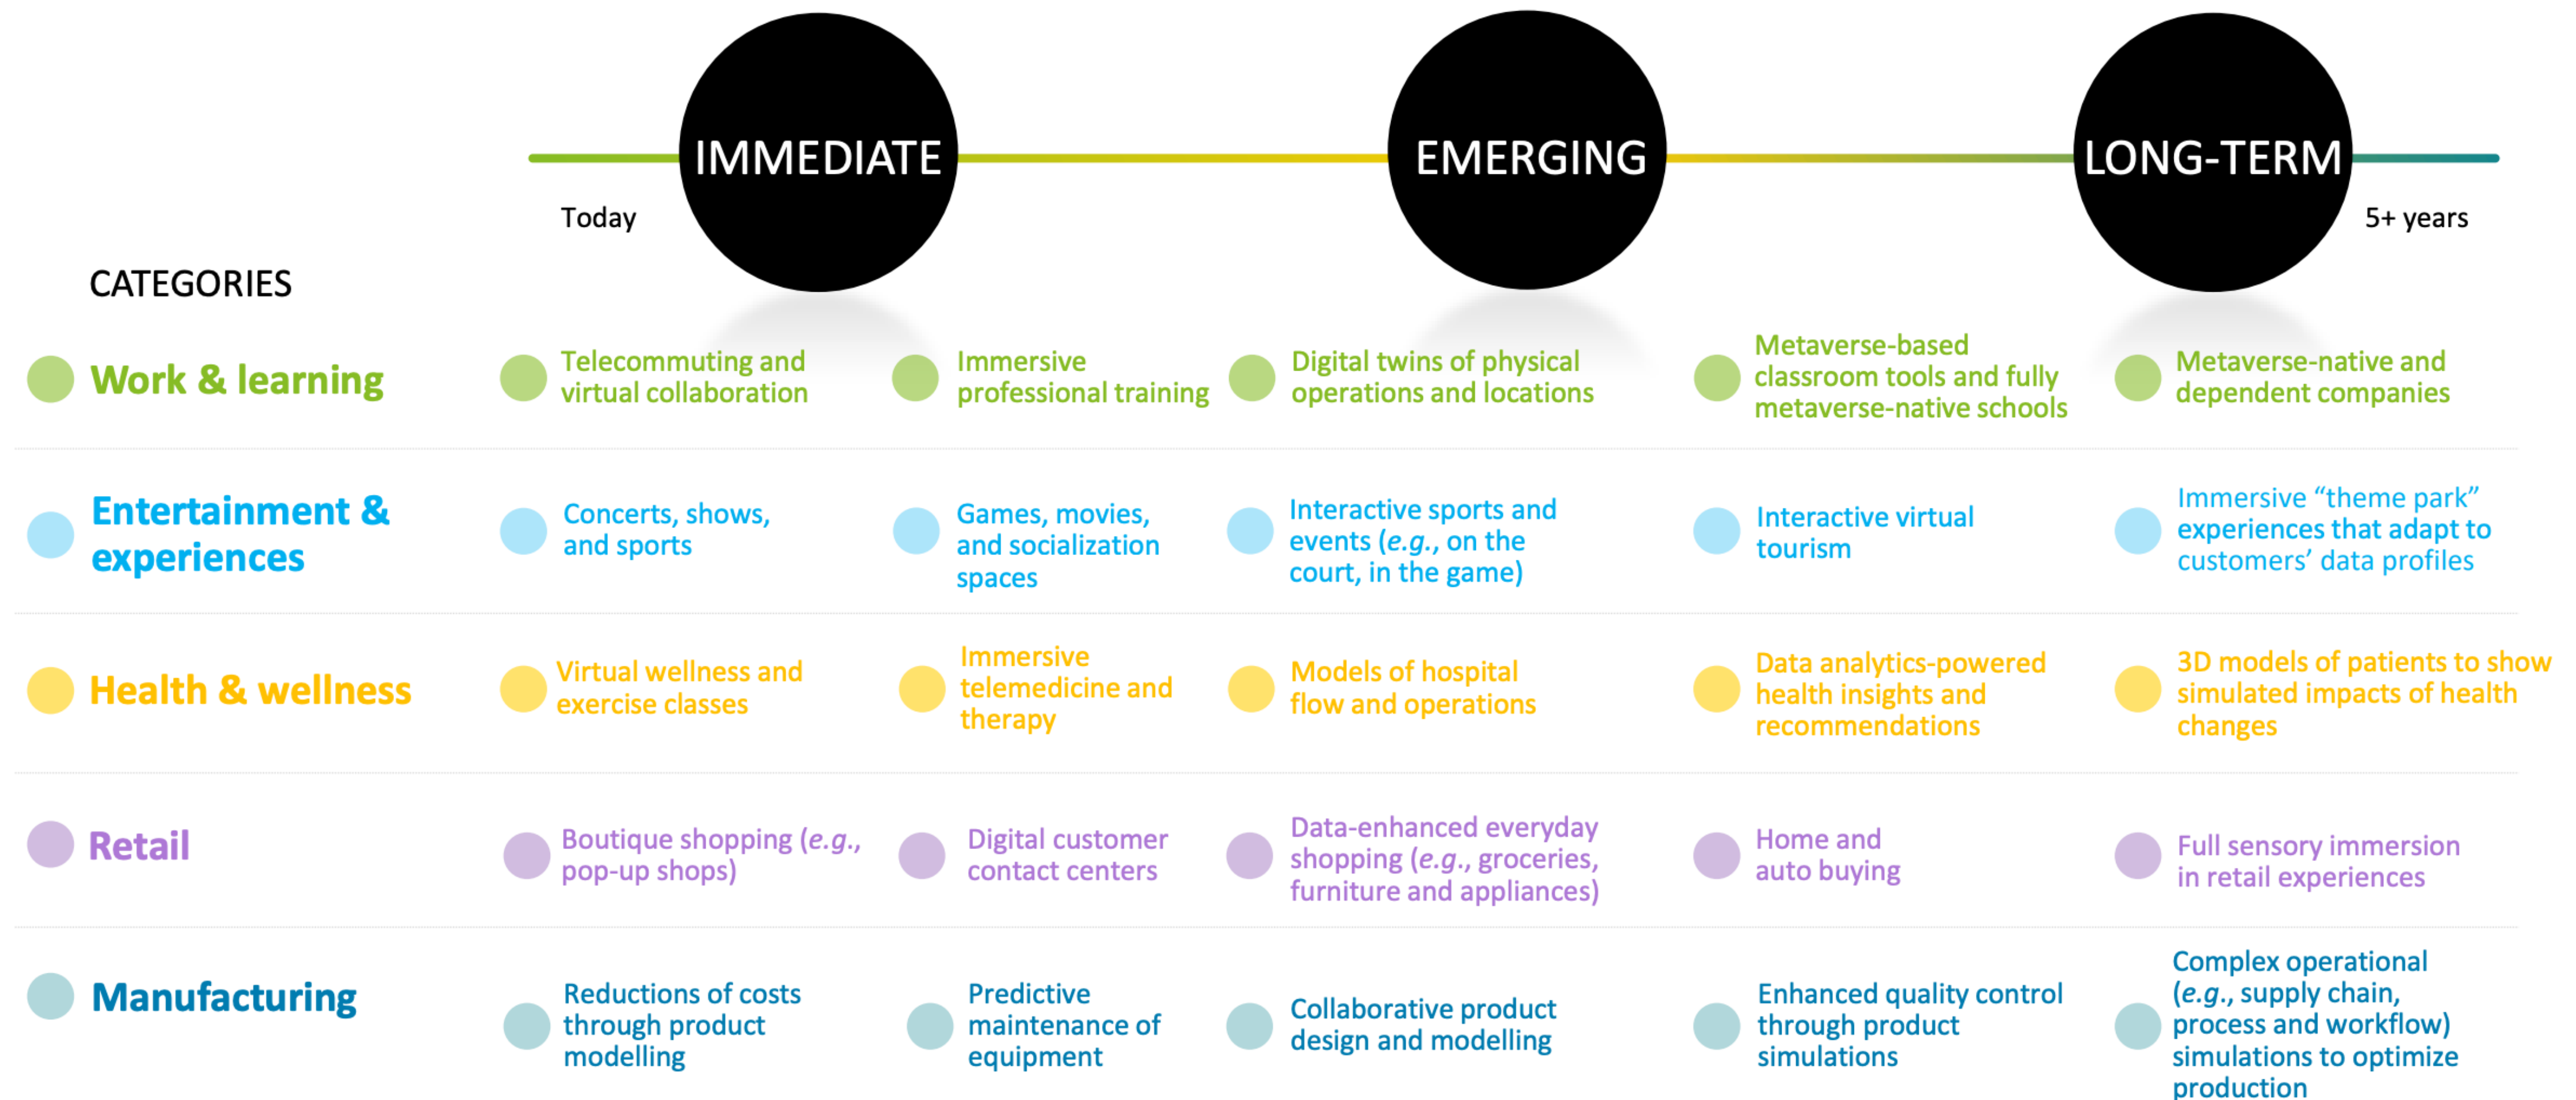 IMMEDIATE
EMERGING
LONG-TERM
Today
5+ years
CATEGORIES
Work & learning
Telecommuting and
virtual collaboration
Immersive
professional training
Digital twins of physical
operations and locations
Metaverse-based
classroom tools and fully
metaverse-native schools
Metaverse-native and
dependent companies
Entertainment &
experiences
Concerts, shows,
and sports
Games, movies,
and socialization
spaces
Interactive sports and
events (e.g., on the
court, in the game)
Interactive virtual
tourism
Immersive “theme park”
experiences that adapt to
customers’ data profiles
Health & wellness
Virtual wellness and
exercise classes
Immersive
telemedicine and
therapy
Models of hospital
flow and operations
Data analytics-powered
health insights and
recommendations
3D models of patients to show
simulated impacts of health
changes
Retail
Boutique shopping (e.g.,
pop-up shops)
Digital customer
contact centers
Data-enhanced everyday
shopping (e.g., groceries,
furniture and appliances)
Home and
auto buying
Full sensory immersion
in retail experiences
Manufacturing
Reductions of costs
through product
modelling
Predictive
maintenance of
equipment
Collaborative product
design and modelling
Enhanced quality control
through product
simulations
Complex operational
(e.g., supply chain,
process and workflow)
simulations to optimize
production